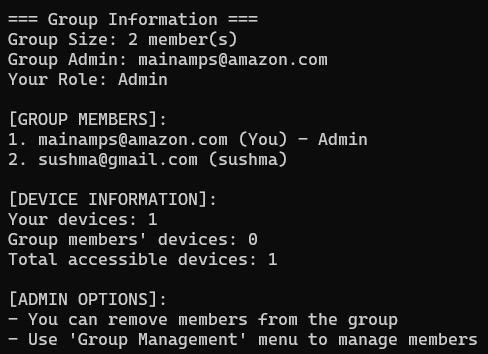 === Group Information ===
Group Size: 2 member(s)
Group Admin: mainamps@amazon.com
Your Role: Admin
[GROUP MEMBERS]:
1. mainamps@amazon.com (You) - Admin
2. sushma@gmail.com (sushma)
[DEVICE INFORMATION]:
Your devices: 1
Group members' devices: 0
Total accessible devices: 1
[ADMIN OPTIONS]:
- You can remove members from the group
- Use 'Group Management' menu to manage members